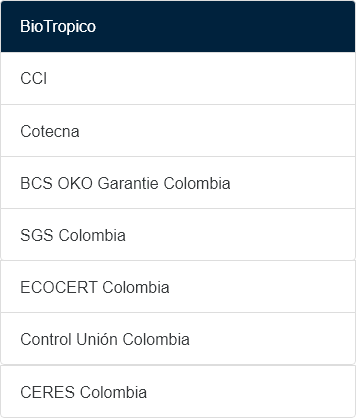 BioTropico
CCI
Cotecna
BCS OKO Garantie Colombia
SGS Colombia
ECOCERT Colombia
Control Unión Colombia
CERES Colombia